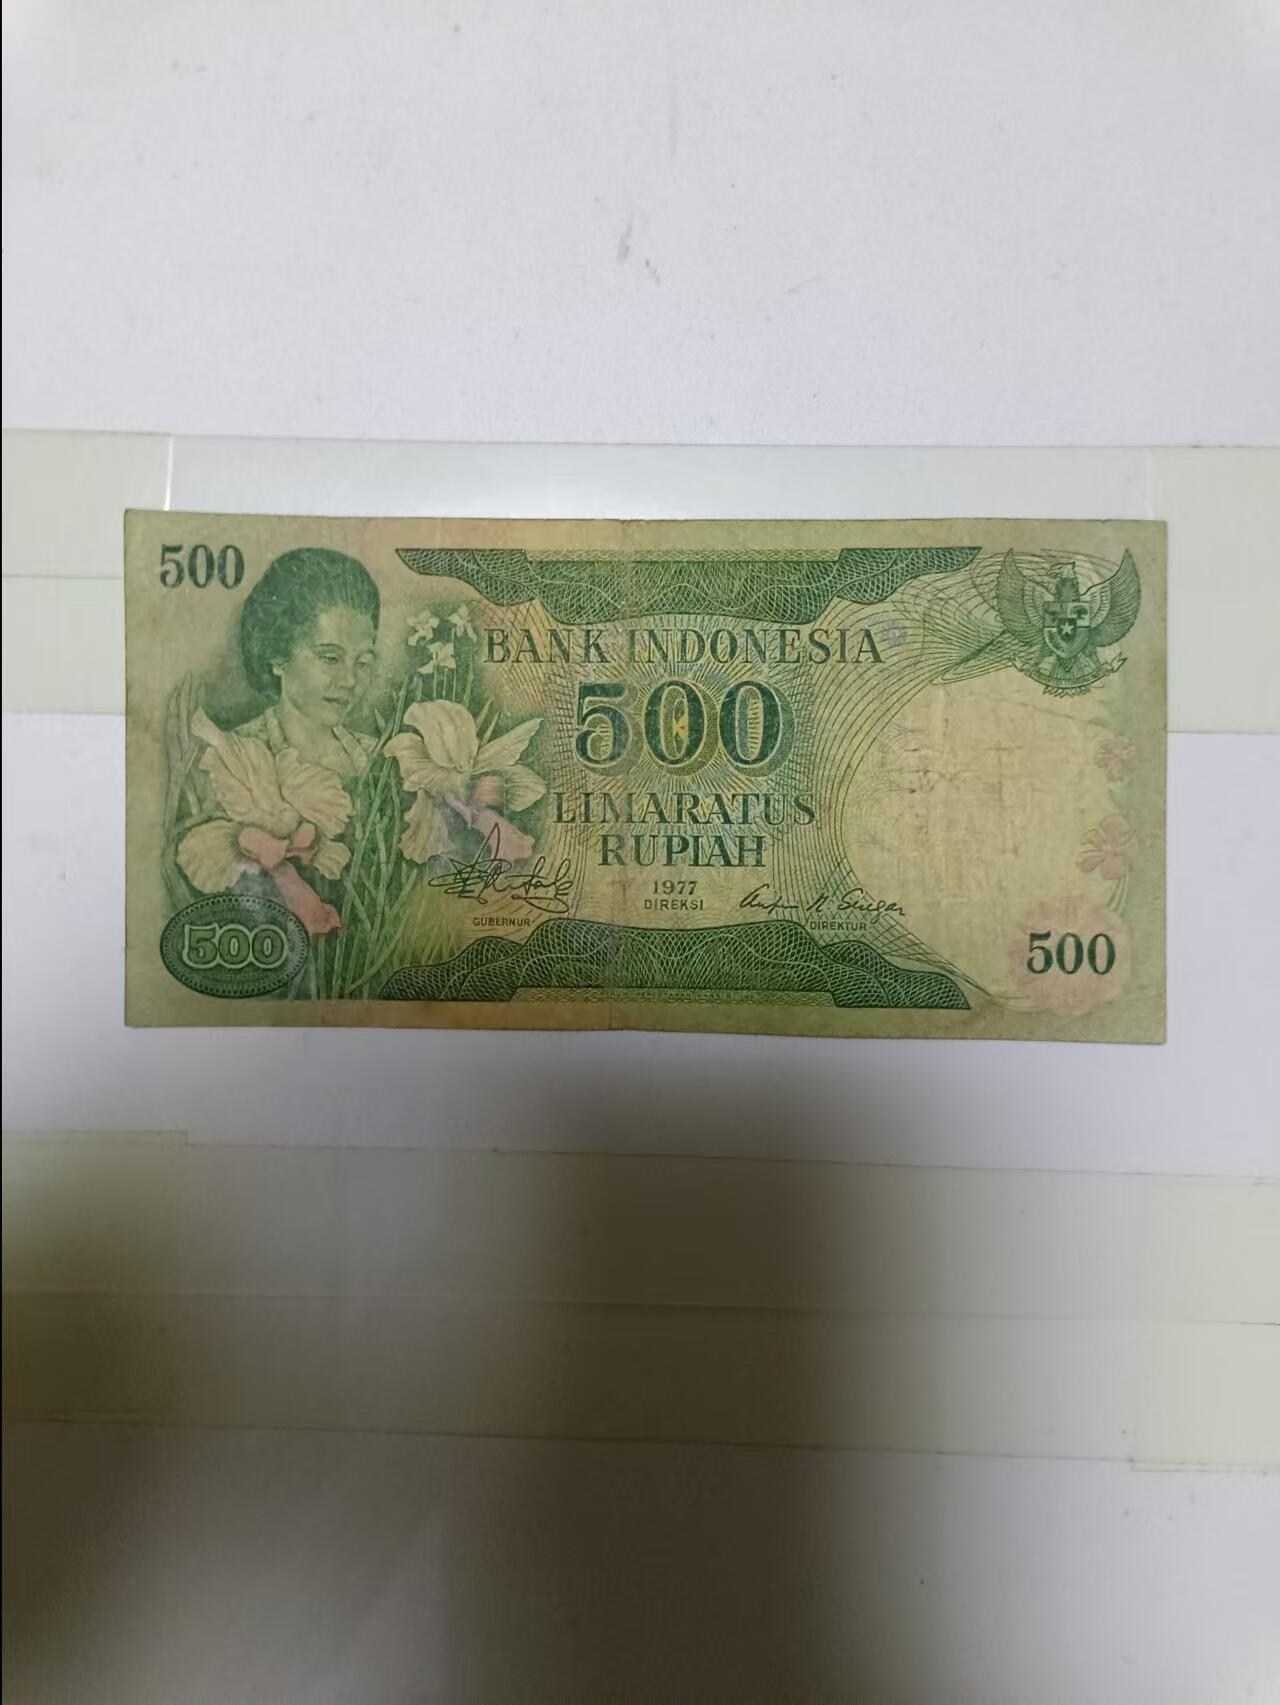 500
BANK INDONESIA
500
LIMARATUS
RUPIAH
1977
DIREKSI
GUBERNUR
DIREKTUR
500
500